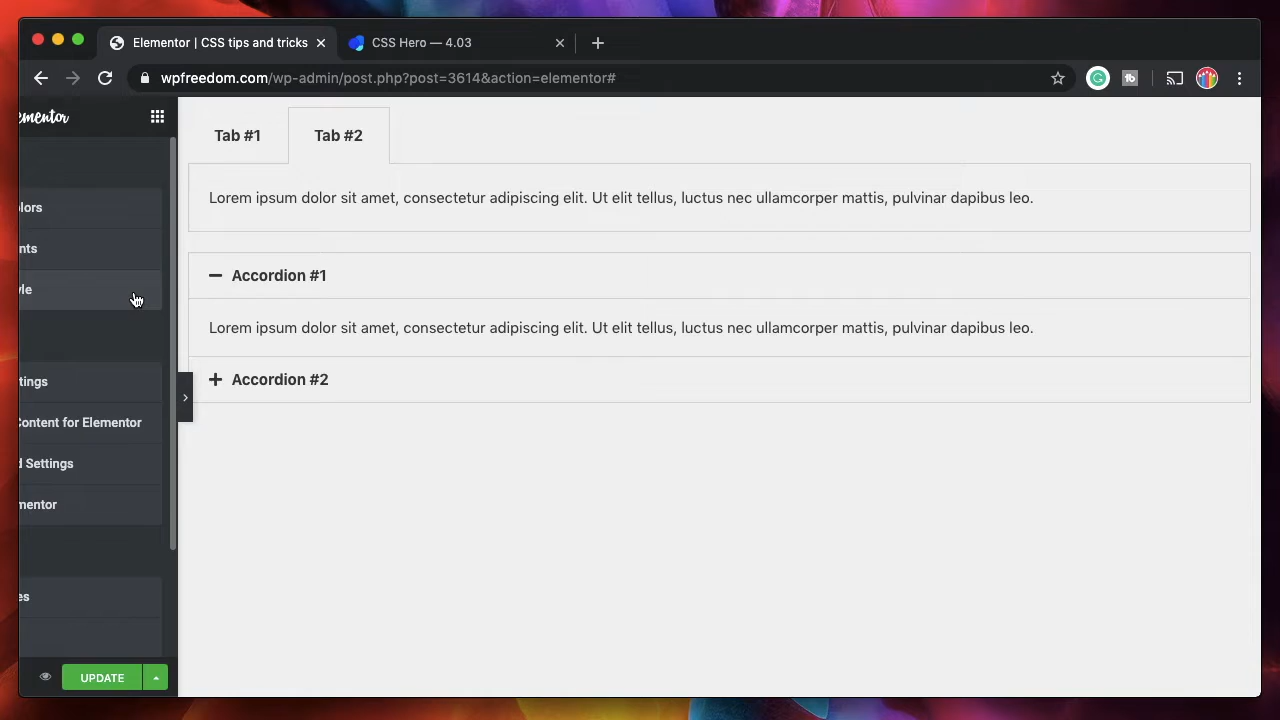 Elementor | CSS tips and tricks
CSS Hero — 4.03
wpfreedom.com/wp-admin/post.php?post=3614&action=elementor#
ementor
olors
nts
yle
tings
Content for Elementor
d Settings
mentor
es
UPDATE
Tab #1 Tab #2
Lorem ipsum dolor sit amet, consectetur adipiscing elit. Ut elit tellus, luctus nec ullamcorper mattis, pulvinar dapibus leo.
Accordion #1
Lorem ipsum dolor sit amet, consectetur adipiscing elit. Ut elit tellus, luctus nec ullamcorper mattis, pulvinar dapibus leo.
Accordion #2